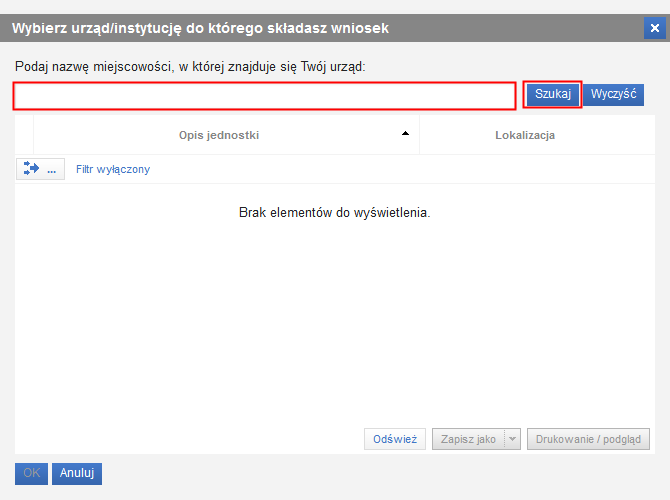 Wybierz urząd/instytucję do którego składasz wniosek
Podaj nazwę miejscowości, w której znajduje się Twój urząd:
Szukaj Wyczyść
Opis jednostki Lokalizacja
... Filtr wyłączony
Brak elementów do wyświetlenia.
Odśwież Zapisz jako Drukowanie / podgląd
OK Anuluj